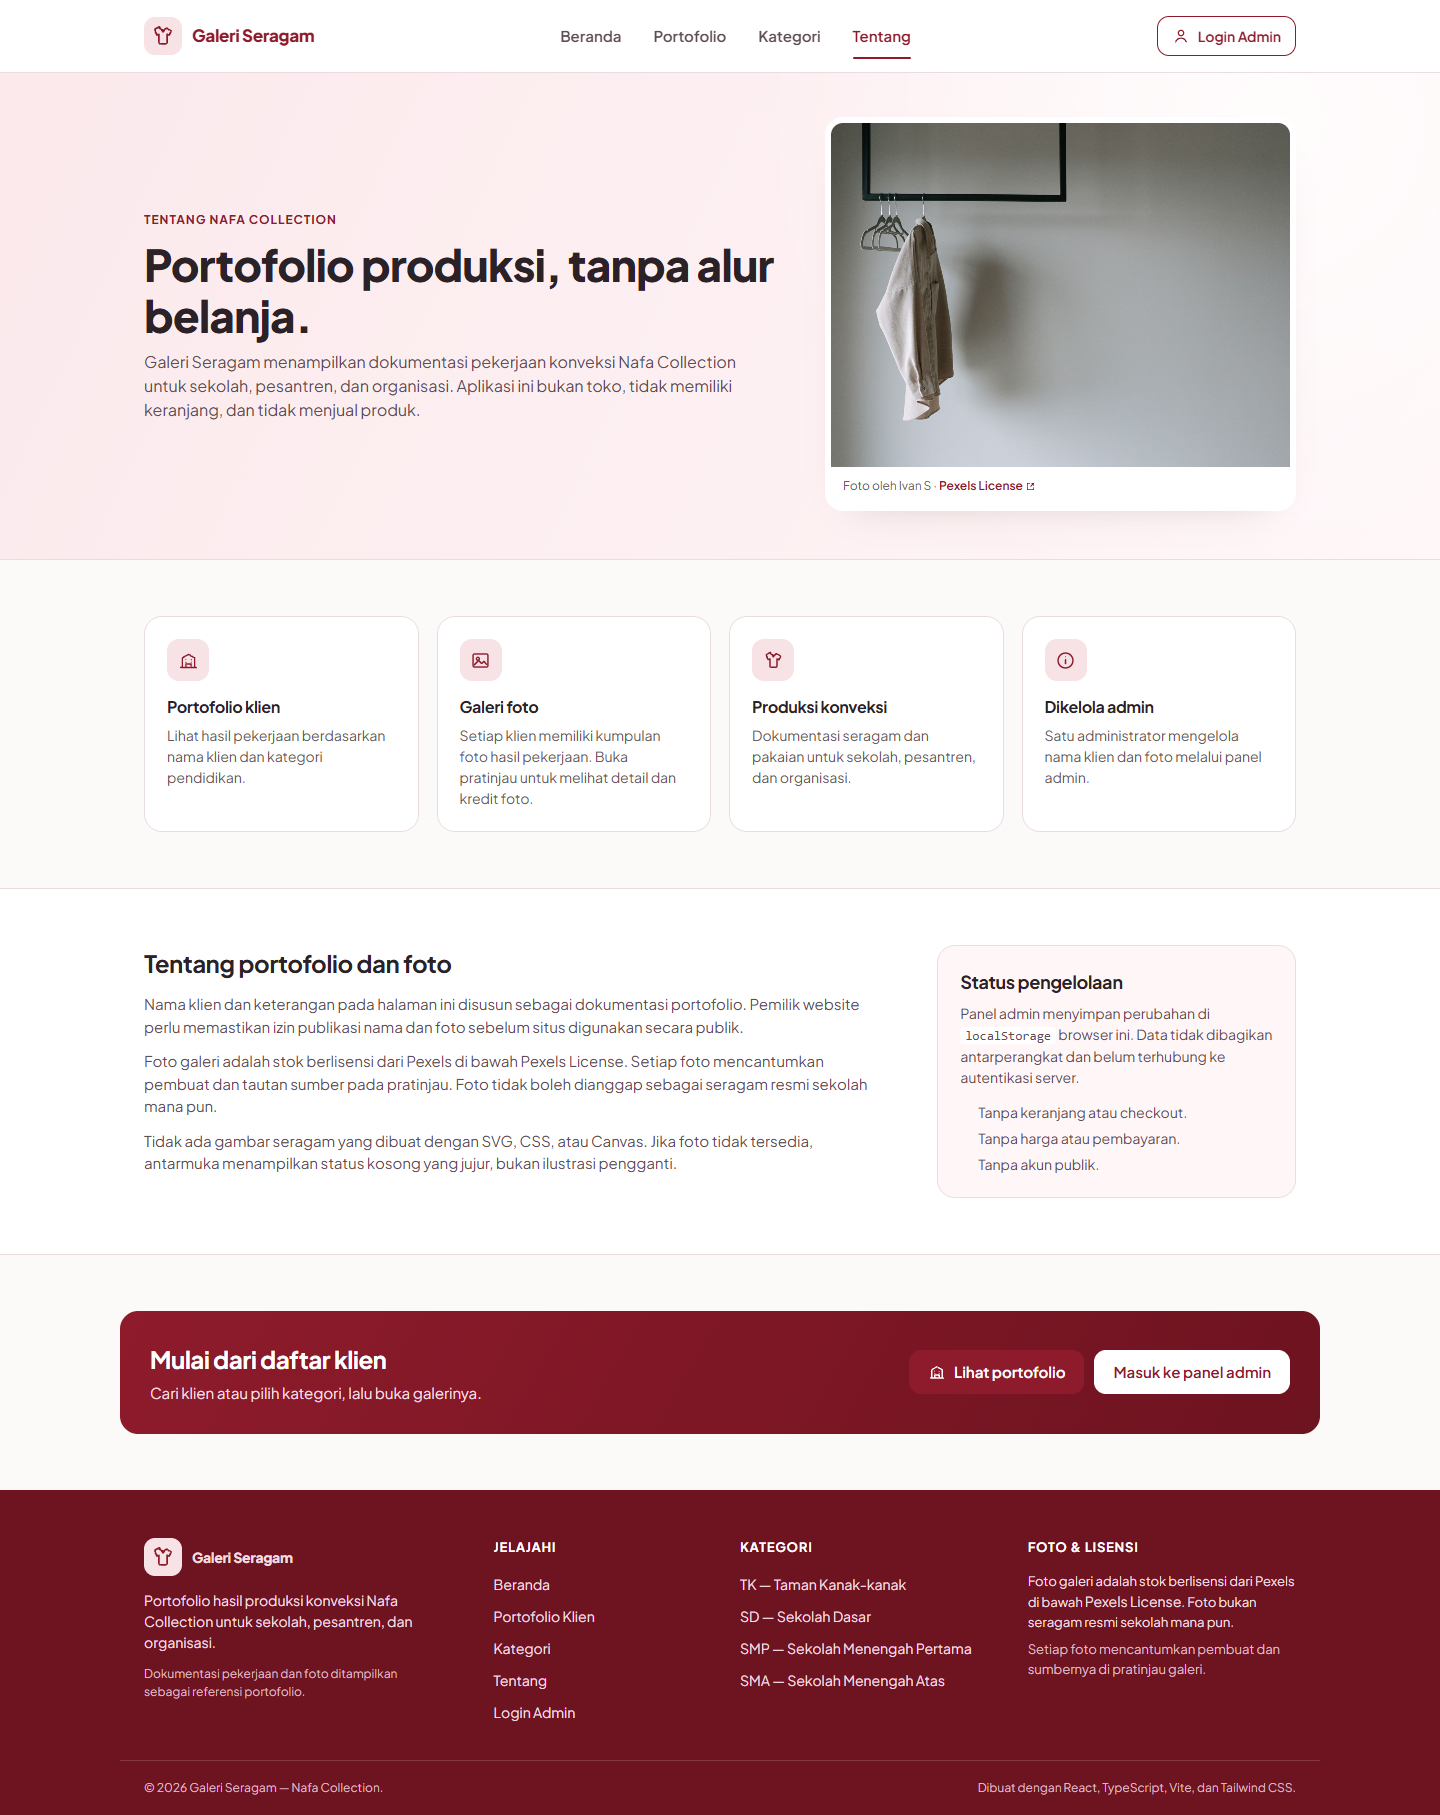 Galeri Seragam
Beranda
Portofolio
Kategori
Tentang
Login Admin
TENTANG NAFA COLLECTION
Portofolio produksi, tanpa alur
belanja.
Galeri Seragam menampilkan dokumentasi pekerjaan konveksi Nafa Collection
untuk sekolah, pesantren, dan organisasi. Aplikasi ini bukan toko, tidak memiliki
keranjang, dan tidak menjual produk.
Foto oleh Ivan S · Pexels License
Portofolio klien
Lihat hasil pekerjaan berdasarkan
nama klien dan kategori
pendidikan.
Galeri foto
Setiap klien memiliki kumpulan
foto hasil pekerjaan. Buka
pratinjau untuk melihat detail dan
kredit foto.
Produksi konveksi
Dokumentasi seragam dan
pakaian untuk sekolah, pesantren,
dan organisasi.
Dikelola admin
Satu administrator mengelola
nama klien dan foto melalui panel
admin.
Tentang portofolio dan foto
Nama klien dan keterangan pada halaman ini disusun sebagai dokumentasi portofolio. Pemilik website
perlu memastikan izin publikasi nama dan foto sebelum situs digunakan secara publik.
Foto galeri adalah stok berlisensi dari Pexels di bawah Pexels License. Setiap foto mencantumkan
pembuat dan tautan sumber pada pratinjau. Foto tidak boleh dianggap sebagai seragam resmi sekolah
mana pun.
Tidak ada gambar seragam yang dibuat dengan SVG, CSS, atau Canvas. Jika foto tidak tersedia,
antarmuka menampilkan status kosong yang jujur, bukan ilustrasi pengganti.
Status pengelolaan
Panel admin menyimpan perubahan di
localStorage browser ini. Data tidak dibagikan
antarperangkat dan belum terhubung ke
autentikasi server.
Tanpa keranjang atau checkout.
Tanpa harga atau pembayaran.
Tanpa akun publik.
Mulai dari daftar klien
Cari klien atau pilih kategori, lalu buka galerinya.
Lihat portofolio
Masuk ke panel admin
Galeri Seragam
Portofolio hasil produksi konveksi Nafa
Collection untuk sekolah, pesantren, dan
organisasi.
Dokumentasi pekerjaan dan foto ditampilkan
sebagai referensi portofolio.
JELAJAHI
Beranda
Portofolio Klien
Kategori
Tentang
Login Admin
KATEGORI
TK — Taman Kanak-kanak
SD — Sekolah Dasar
SMP — Sekolah Menengah Pertama
SMA — Sekolah Menengah Atas
FOTO & LISENSI
Foto galeri adalah stok berlisensi dari Pexels
di bawah Pexels License. Foto bukan
seragam resmi sekolah mana pun.
Setiap foto mencantumkan pembuat dan
sumbernya di pratinjau galeri.
© 2026 Galeri Seragam — Nafa Collection.
Dibuat dengan React, TypeScript, Vite, dan Tailwind CSS.